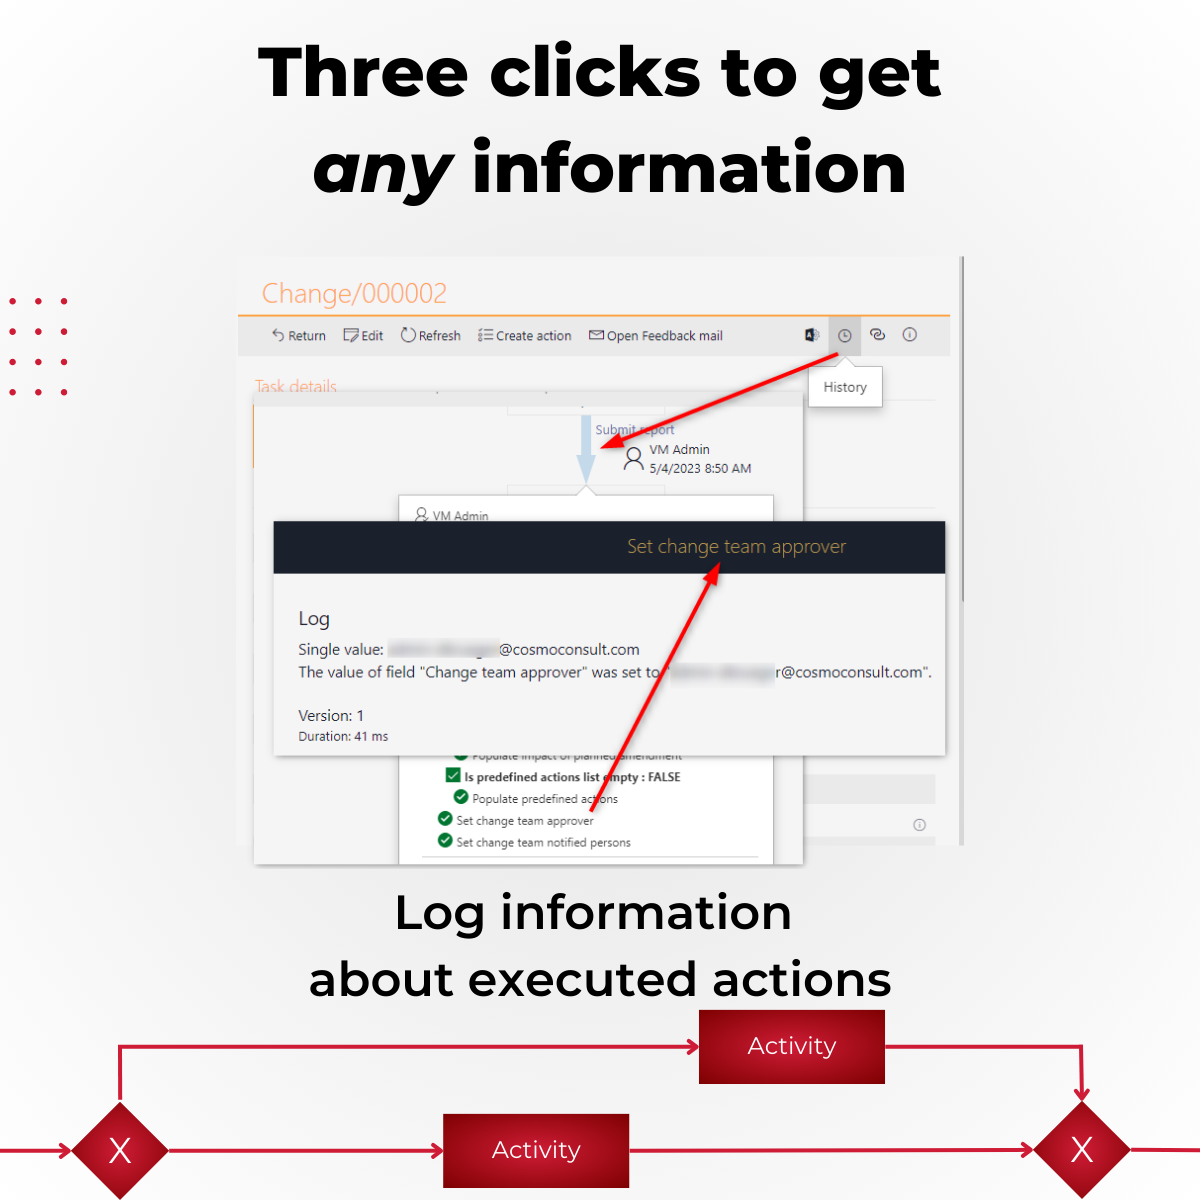 Three clicks to get
any information
Change/000002
Return Edit Refresh Create action Open Feedback mail
History
Task details
Submit report
VM Admin
5/4/2023 8:50 AM
VM Admin
Set change team approver
Log
Single value: @cosmoconsult.com
The value of field "Change team approver" was set to "r@cosmoconsult.com".
Version: 1
Duration: 41 ms
Populate impact of planned amendment
Is predefined actions list empty : FALSE
Populate predefined actions
Set change team approver
Set change team notified persons
Log information
about executed actions
Activity
X Activity X